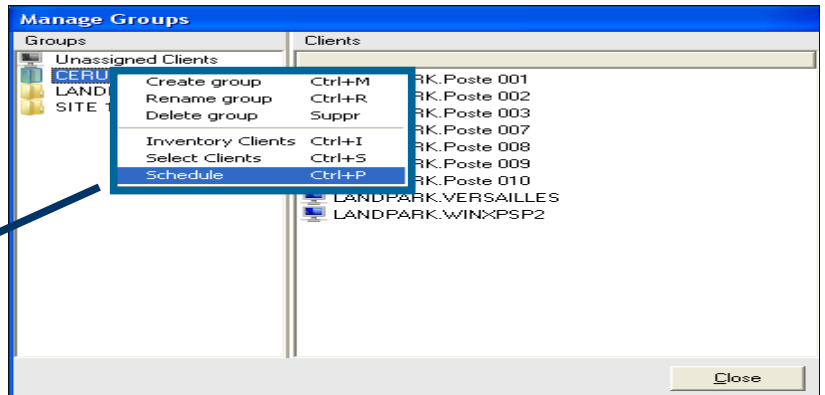 Manage Groups
Groups Clients
Unassigned Clients
CERU
LAND
SITE 1
Create group Ctrl+M
Rename group Ctrl+R
Delete group Suppr
Inventory Clients Ctrl+I
Select Clients Ctrl+S
Schedule Ctrl+P
RK.Poste 001
RK.Poste 002
RK.Poste 003
RK.Poste 007
RK.Poste 008
RK.Poste 009
RK.Poste 010
LANDPARK.VERSAILLES
LANDPARK.WINXPSP2
Close